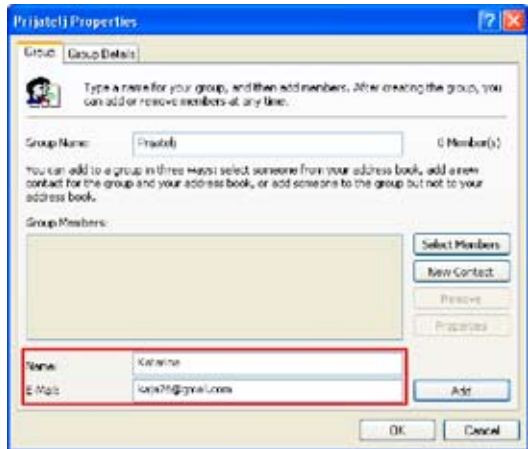 Prijatelj Properties
Group Group Details
Type a name for your group, and then add members. After creating the group, you
can add or remove members at any time.
Group Name: Prijatelj 0 Member(s)
You can add to a group in three ways: select someone from your address book, add a new
contact for the group and your address book, or add someone to the group but not to your
address book.
Group Members:
Select Members
New Contact
Remove
Properties
Name: Katarina
E-Mail: kaja76@gmail.com
Add
OK Cancel